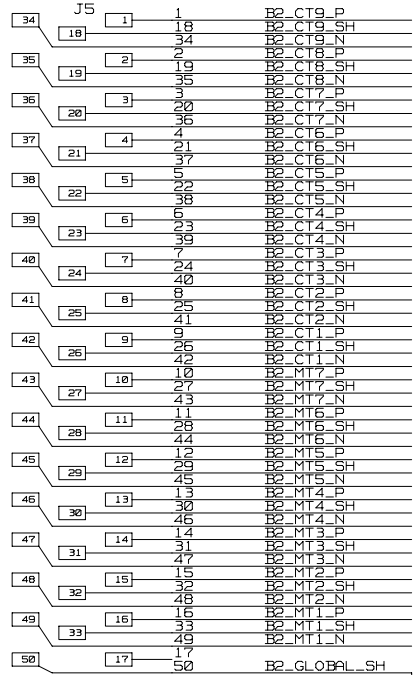 J5
34 1 1 B2_CT9_P
18 18 B2_CT9_SH
34 B2_CT9_N
35 2 2 B2_CT8_P
19 19 B2_CT8_SH
35 B2_CT8_N
36 3 3 B2_CT7_P
20 20 B2_CT7_SH
36 B2_CT7_N
37 4 4 B2_CT6_P
21 21 B2_CT6_SH
37 B2_CT6_N
38 5 5 B2_CT5_P
22 22 B2_CT5_SH
38 B2_CT5_N
39 6 6 B2_CT4_P
23 23 B2_CT4_SH
39 B2_CT4_N
40 7 7 B2_CT3_P
24 24 B2_CT3_SH
40 B2_CT3_N
41 8 8 B2_CT2_P
25 25 B2_CT2_SH
41 B2_CT2_N
42 9 9 B2_CT1_P
26 26 B2_CT1_SH
42 B2_CT1_N
43 10 10 B2_MT7_P
27 27 B2_MT7_SH
43 B2_MT7_N
44 11 11 B2_MT6_P
28 28 B2_MT6_SH
44 B2_MT6_N
45 12 12 B2_MT5_P
29 29 B2_MT5_SH
45 B2_MT5_N
46 13 13 B2_MT4_P
30 30 B2_MT4_SH
46 B2_MT4_N
47 14 14 B2_MT3_P
31 31 B2_MT3_SH
47 B2_MT3_N
48 15 15 B2_MT2_P
32 32 B2_MT2_SH
48 B2_MT2_N
49 16 16 B2_MT1_P
33 33 B2_MT1_SH
49 B2_MT1_N
50 17 17
50 B2_GLOBAL_SH